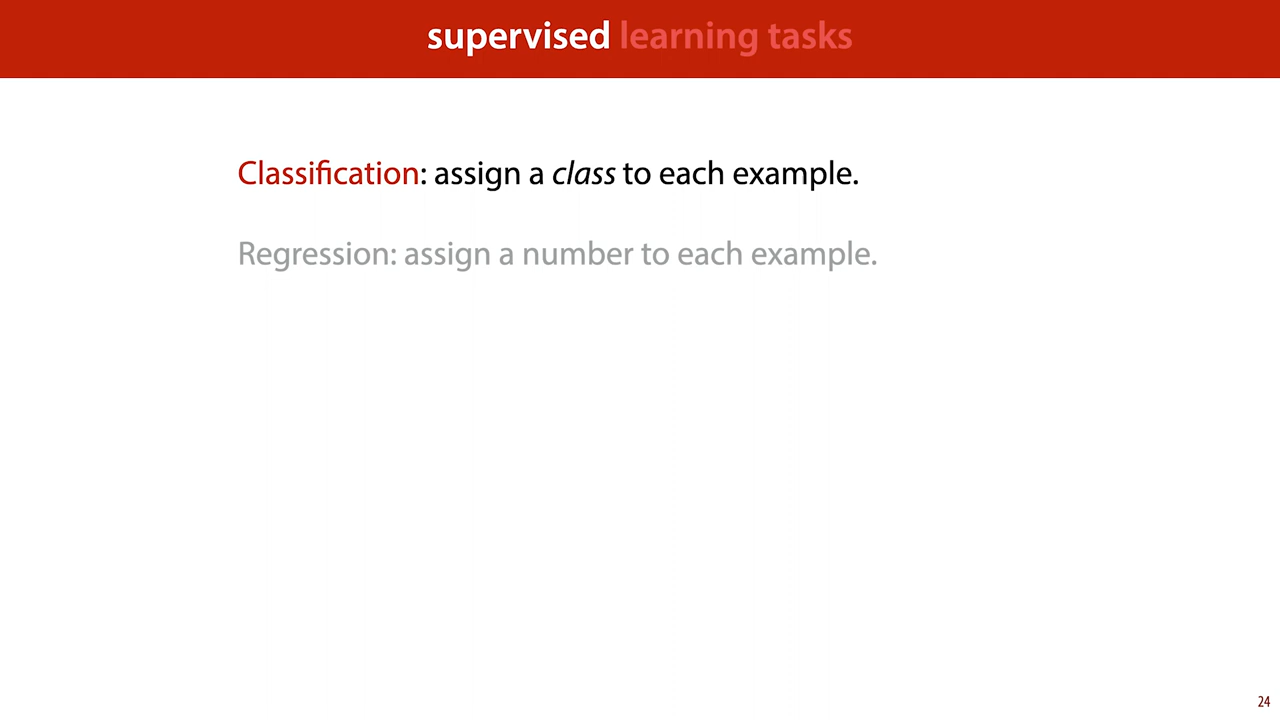 supervised learning tasks
Classification: assign a class to each example.
Regression: assign a number to each example.
24